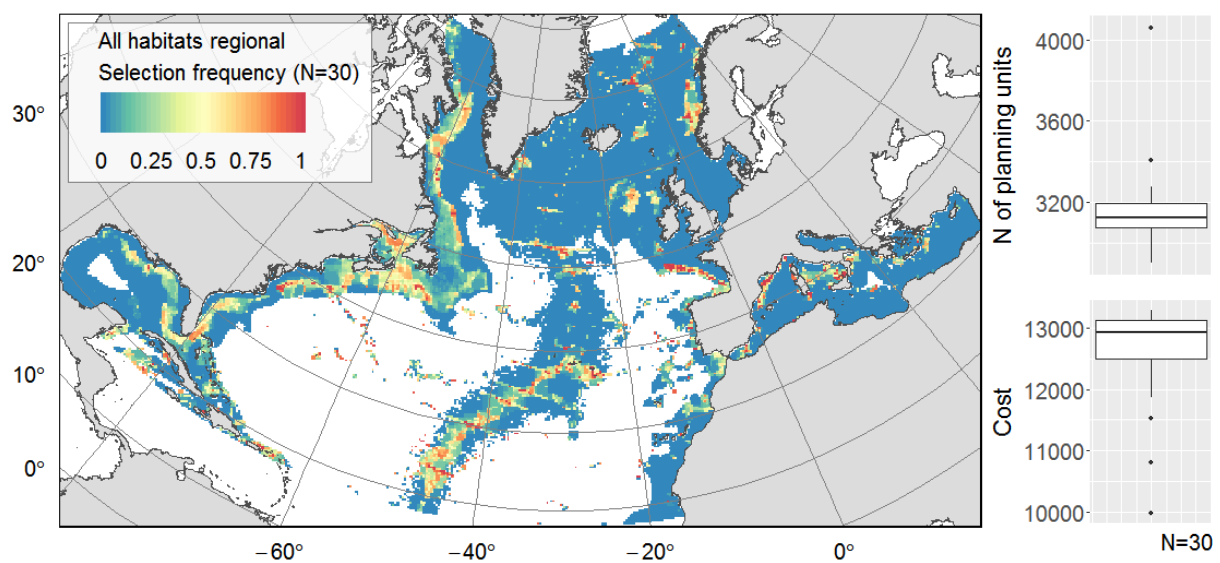 All habitats regional
Selection frequency (N=30)
0 0.25 0.5 0.75 1
30°
20°
10°
0°
−60° −40° −20° 0°
N of planning units
4000
3600
3200
Cost
13000
12000
11000
10000
N=30